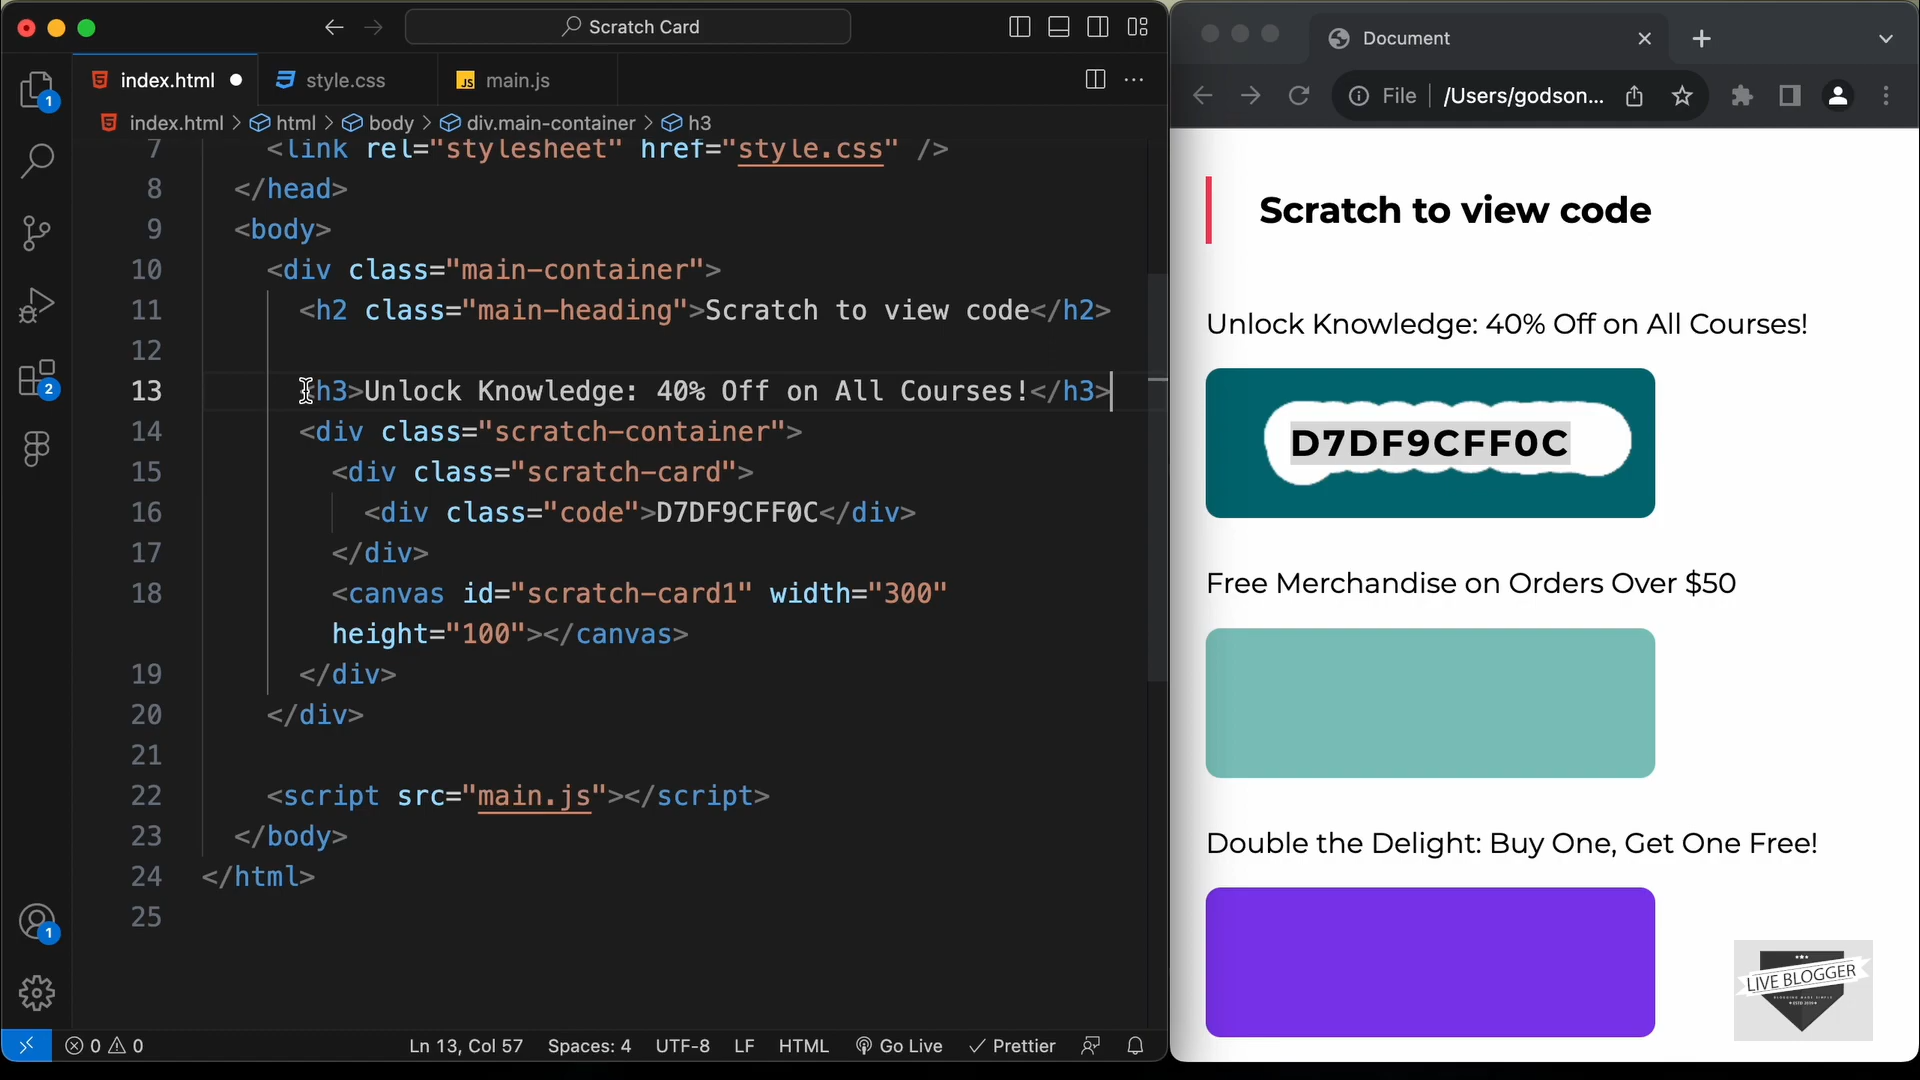 Scratch Card
index.html
style.css
JS main.js
index.html > html > body > div.main-container > h3
7 <link rel="stylesheet" href="style.css" />
8 </head>
9 <body>
10 <div class="main-container">
11 <h2 class="main-heading">Scratch to view code</h2>
12
13 <h3>Unlock Knowledge: 40% Off on All Courses!</h3>
14 <div class="scratch-container">
15 <div class="scratch-card">
16 <div class="code">D7DF9CFF0C</div>
17 </div>
18 <canvas id="scratch-card1" width="300"
height="100"></canvas>
19 </div>
20 </div>
21
22 <script src="main.js"></script>
23 </body>
24 </html>
25
1
2
1
0 0
Ln 13, Col 57
Spaces: 4
UTF-8
LF
HTML
Go Live
Prettier
Document
File
/Users/godson...
Scratch to view code
Unlock Knowledge: 40% Off on All Courses!
D7DF9CFF0C
Free Merchandise on Orders Over $50
Double the Delight: Buy One, Get One Free!
LIVE BLOGGER